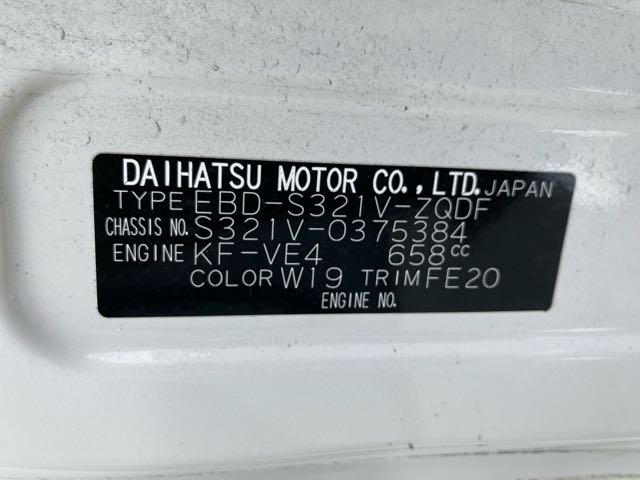 DAIHATSU MOTOR CO., LTD. JAPAN
TYPE EBD-S321V-ZQDF
CHASSIS NO. S321V-0375384
ENGINE KF-VE4 658cc
COLOR W19 TRIM FE20
ENGINE NO.